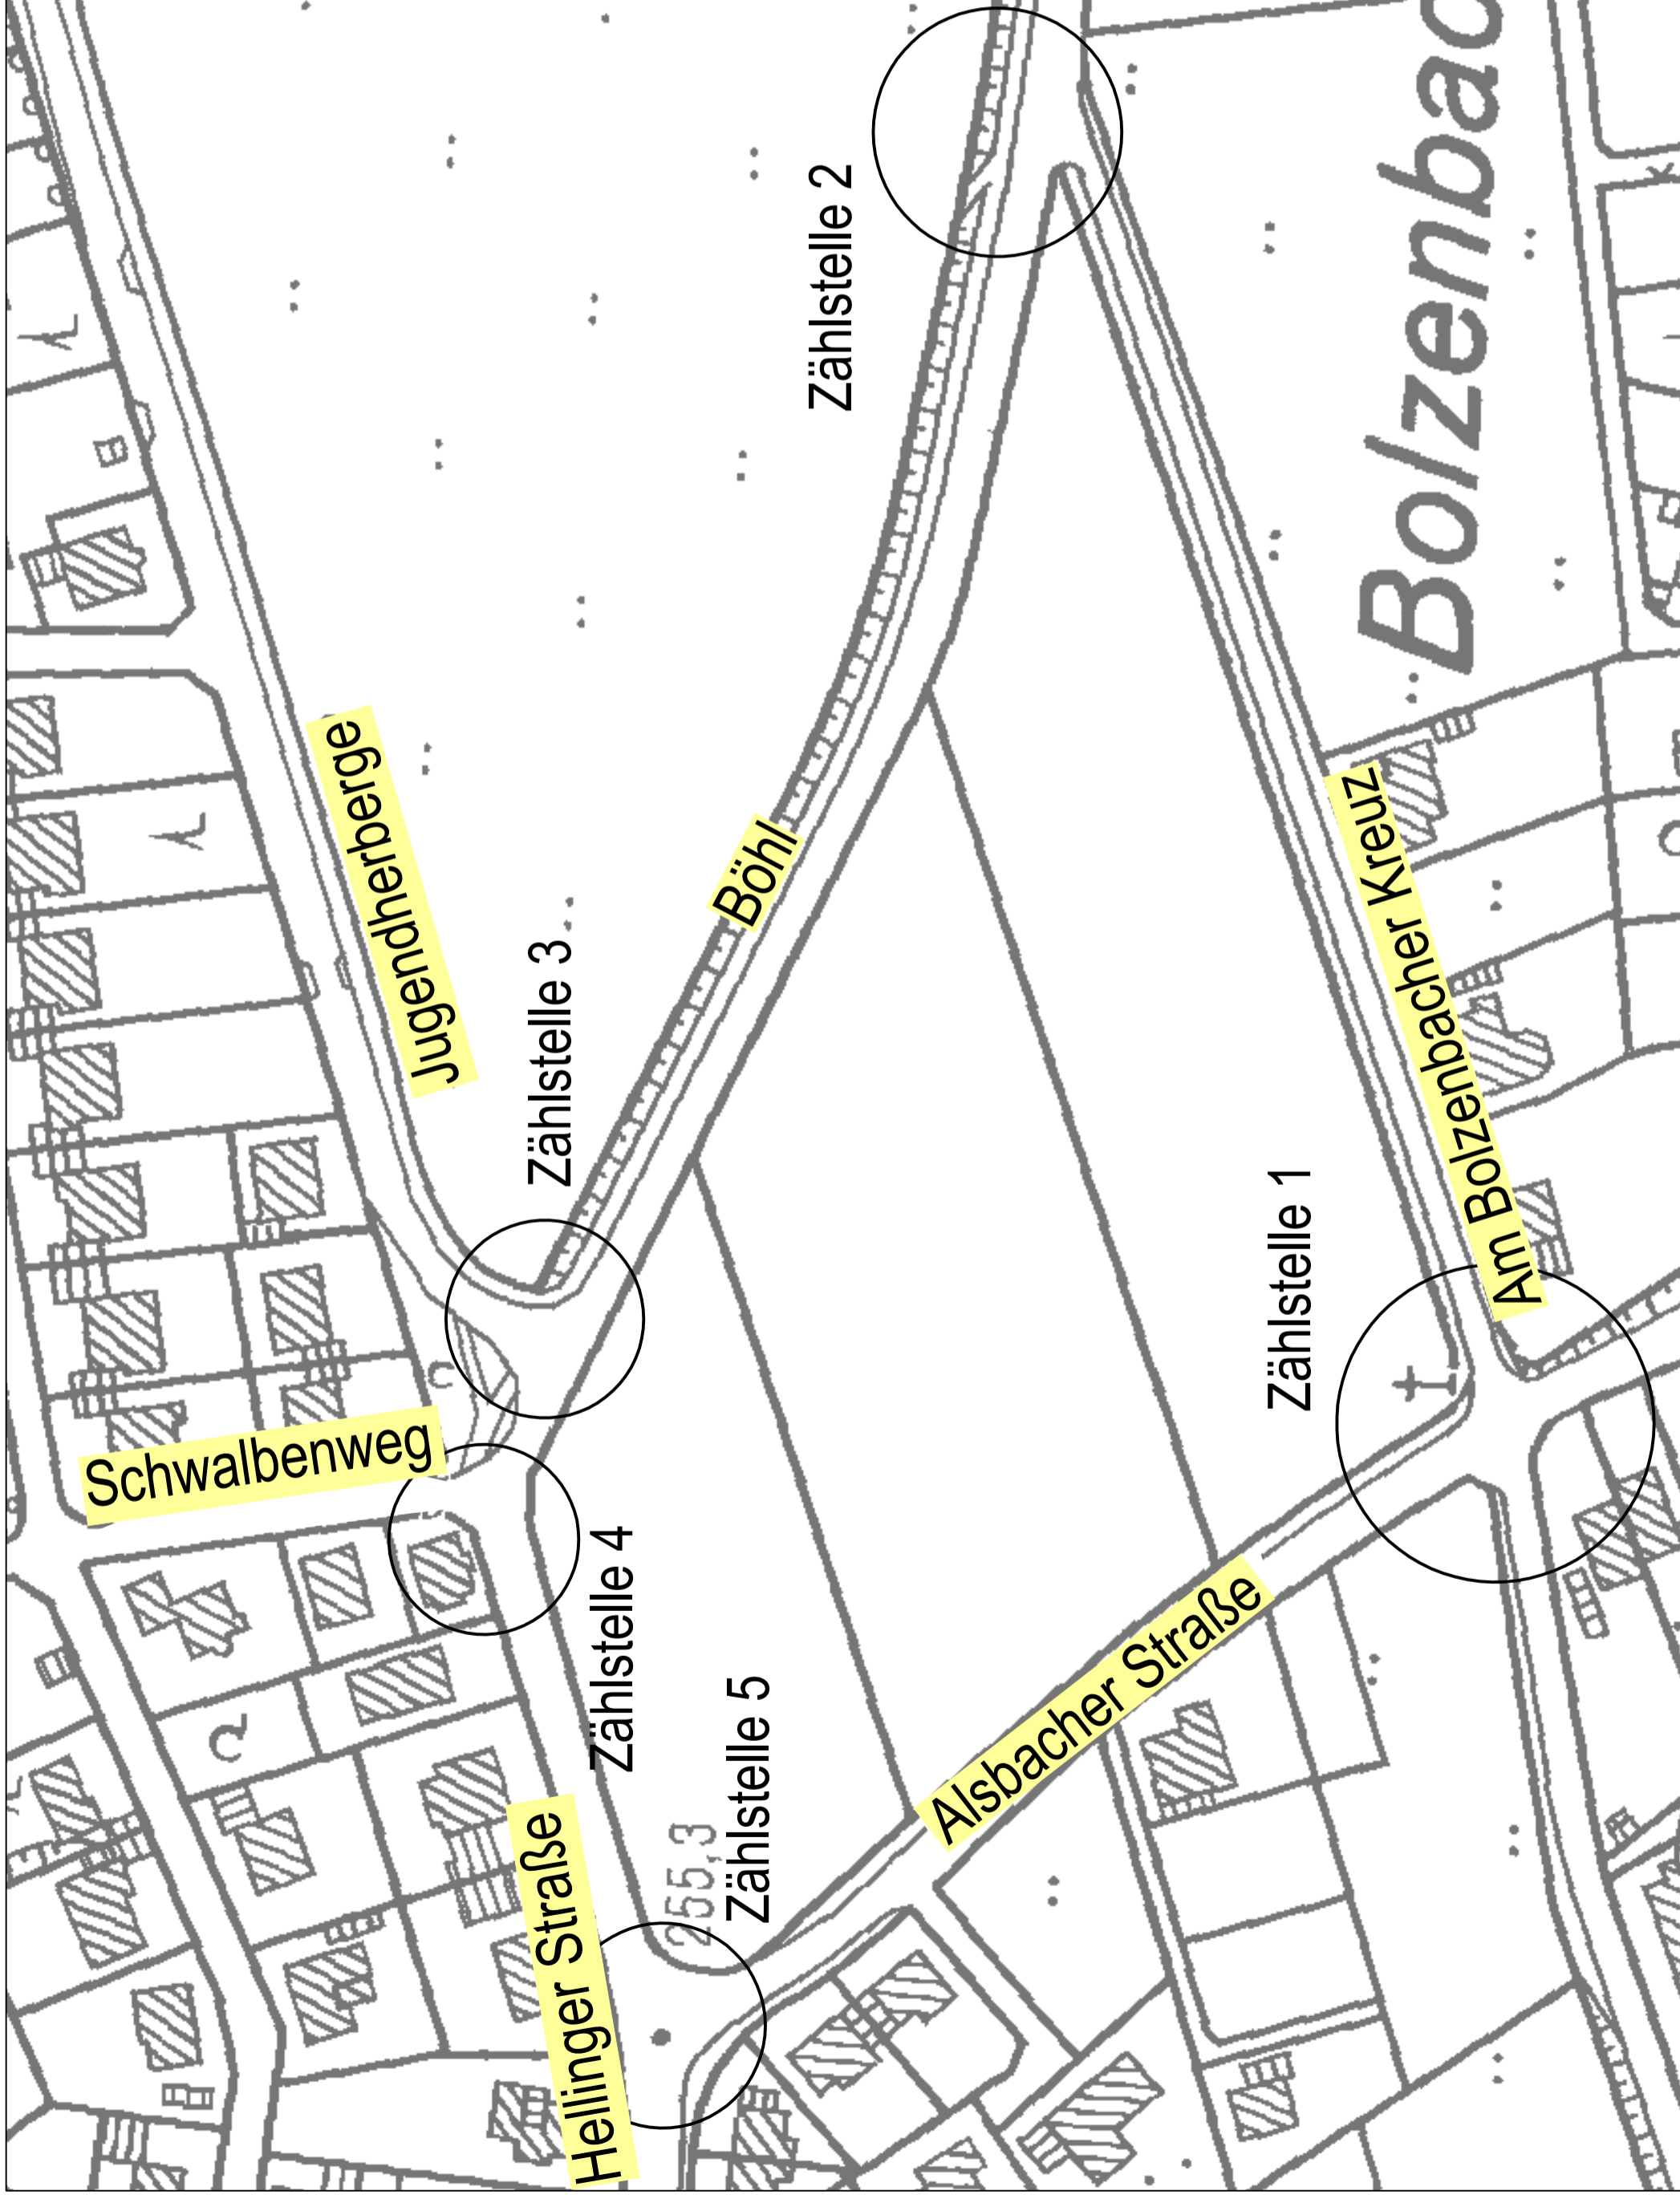 Jugendherberge
Schwalbenweg
Böhl
Zählstelle 2
Zählstelle 3
Zählstelle 4
Zählstelle 5
255,3
Hellinger Straße
Alsbacher Straße
Zählstelle 1
Am Bolzenbacher Kreuz
Bolzenbac
K